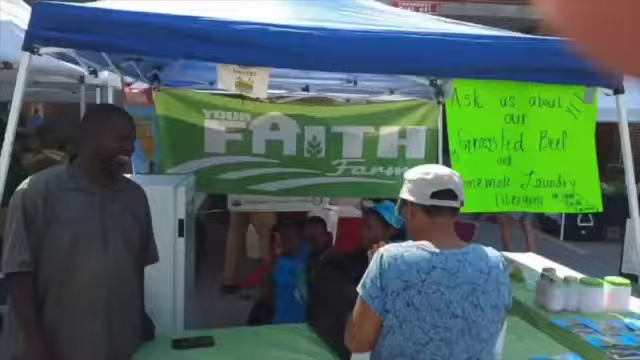 YOUR
FAITH
Farm
Ask us about
our
Grassfed Beef
and
Homemade Laundry
Detergent